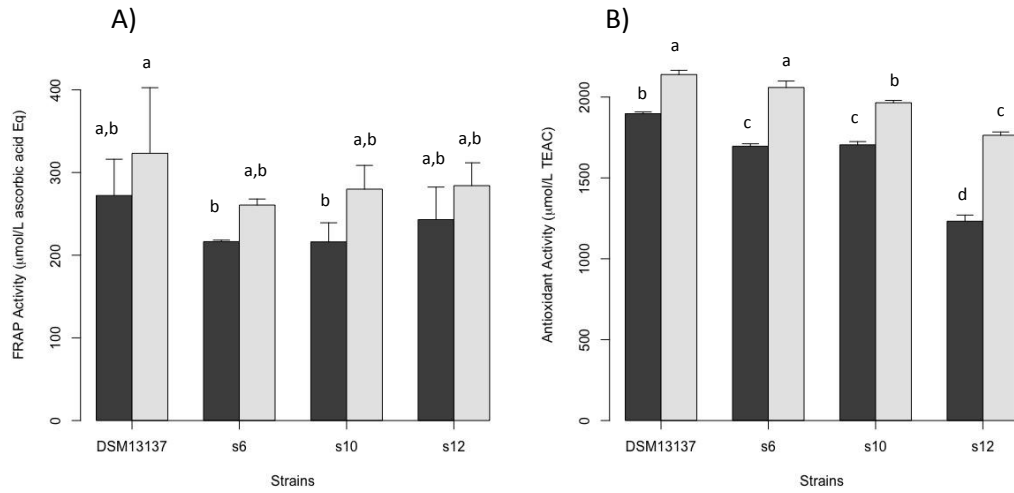 A)
FRAP Activity (μmol/L ascorbic acid Eq)
400
300
200
100
0
a,b
a
b
a,b
b
a,b
a,b
a,b
DSM13137
s6
s10
s12
Strains
B)
Antioxidant Activity (μmol/L TEAC)
2000
1500
1000
500
0
b
a
c
a
c
b
d
c
DSM13137
s6
s10
s12
Strains